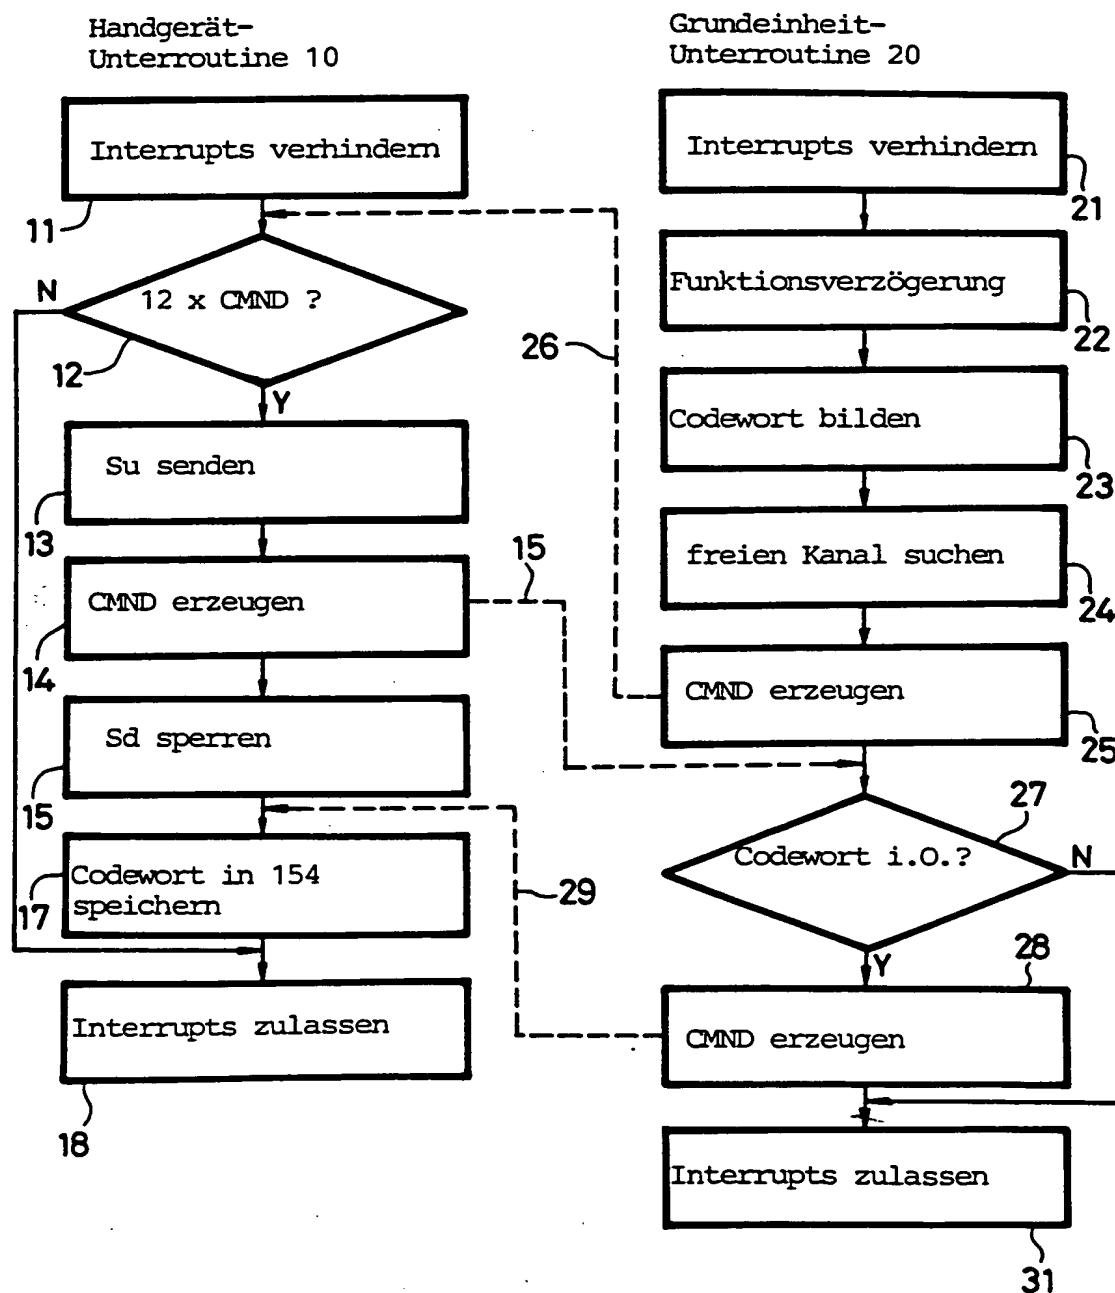 Handgerät-
Unterroutine 10
Interrupts verhindern
11
12 x CMND ?
N
12
Y
Su senden
13
CMND erzeugen
14
15
Sd sperren
15
Codewort in 154
speichern
17
Interrupts zulassen
18
Grundeinheit-
Unterroutine 20
Interrupts verhindern
21
Funktionsverzögerung
22
26
Codewort bilden
23
freien Kanal suchen
24
CMND erzeugen
25
27
Codewort i.O.?
N
29
Y
28
CMND erzeugen
Interrupts zulassen
31